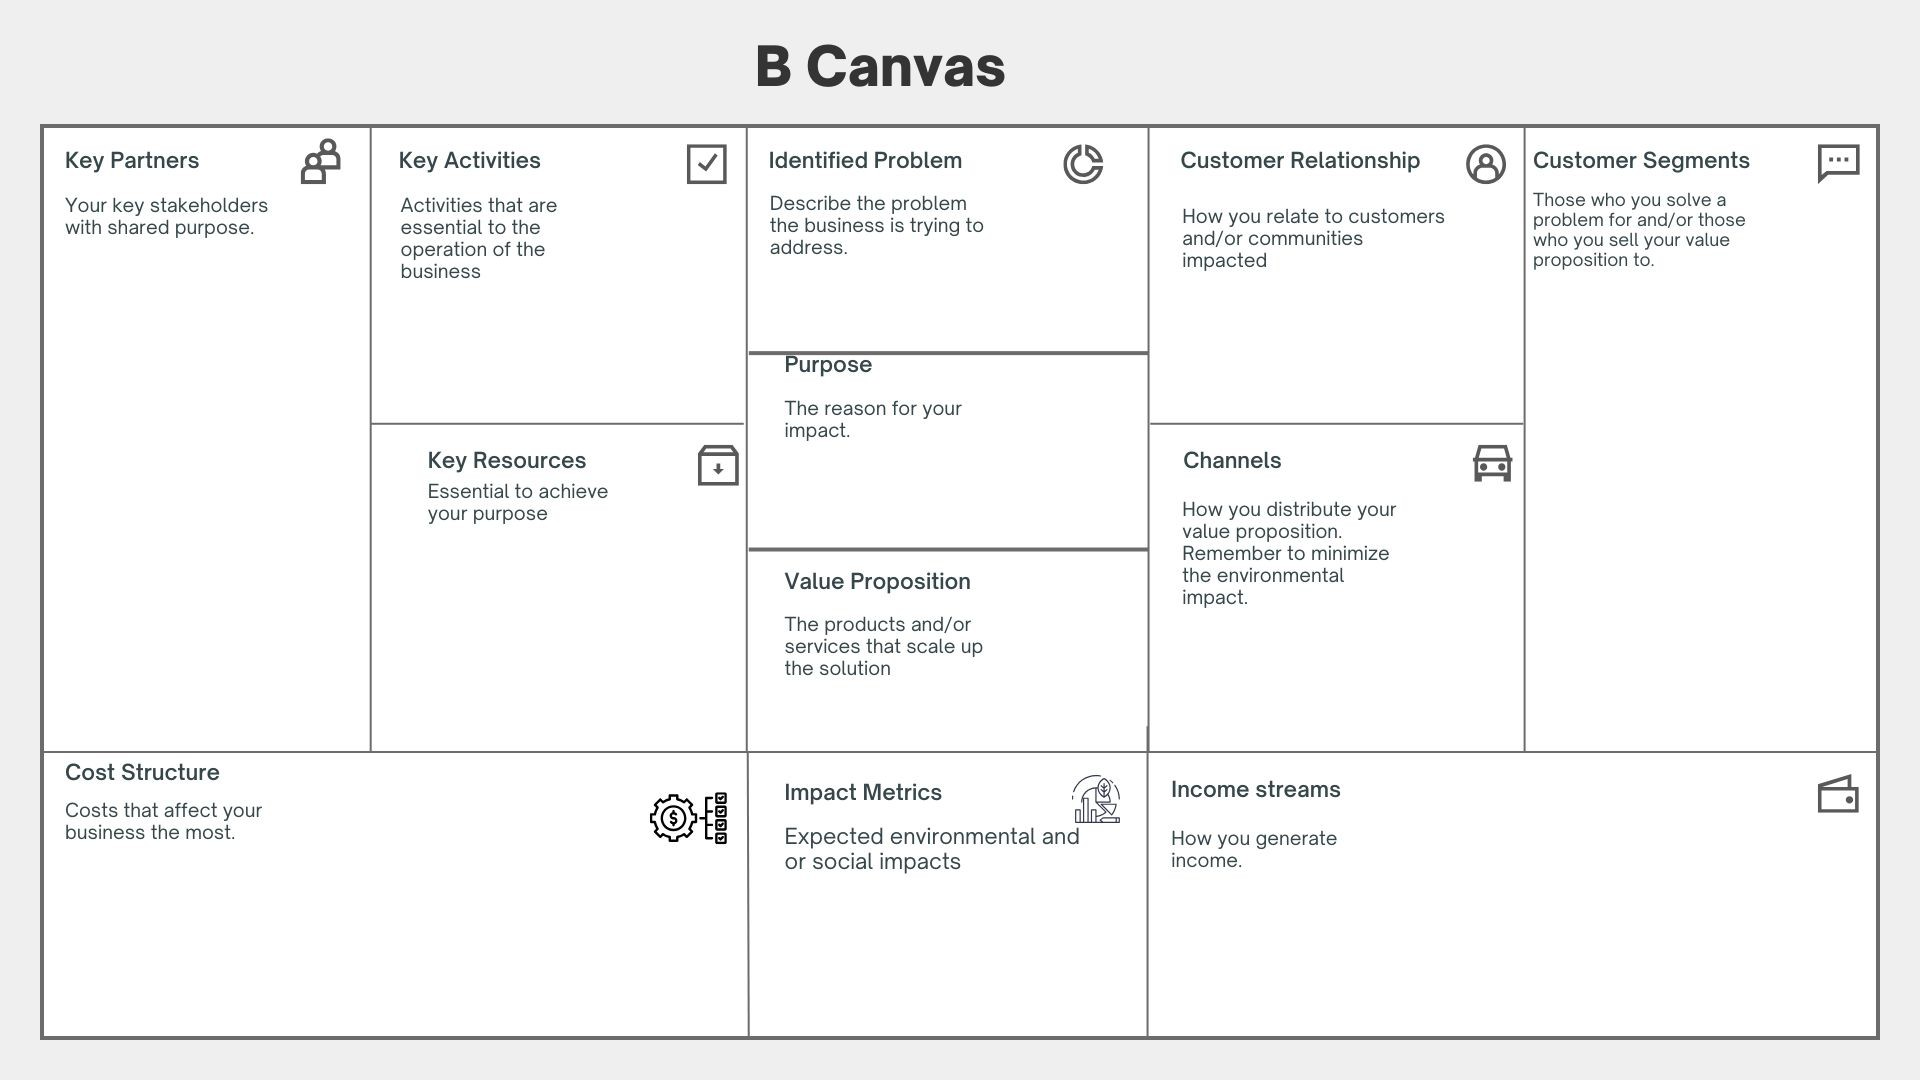 B Canvas
Key Partners
Your key stakeholders
with shared purpose.
Key Activities
Activities that are
essential to the
operation of the
business
Key Resources
Essential to achieve
your purpose
Identified Problem
Describe the problem
the business is trying to
address.
Purpose
The reason for your
impact.
Value Proposition
The products and/or
services that scale up
the solution
Customer Relationship
How you relate to customers
and/or communities
impacted
Channels
How you distribute your
value proposition.
Remember to minimize
the environmental
impact.
Customer Segments
Those who you solve a
problem for and/or those
who you sell your value
proposition to.
Cost Structure
Costs that affect your
business the most.
$
Impact Metrics
Expected environmental and
or social impacts
Income streams
How you generate
income.